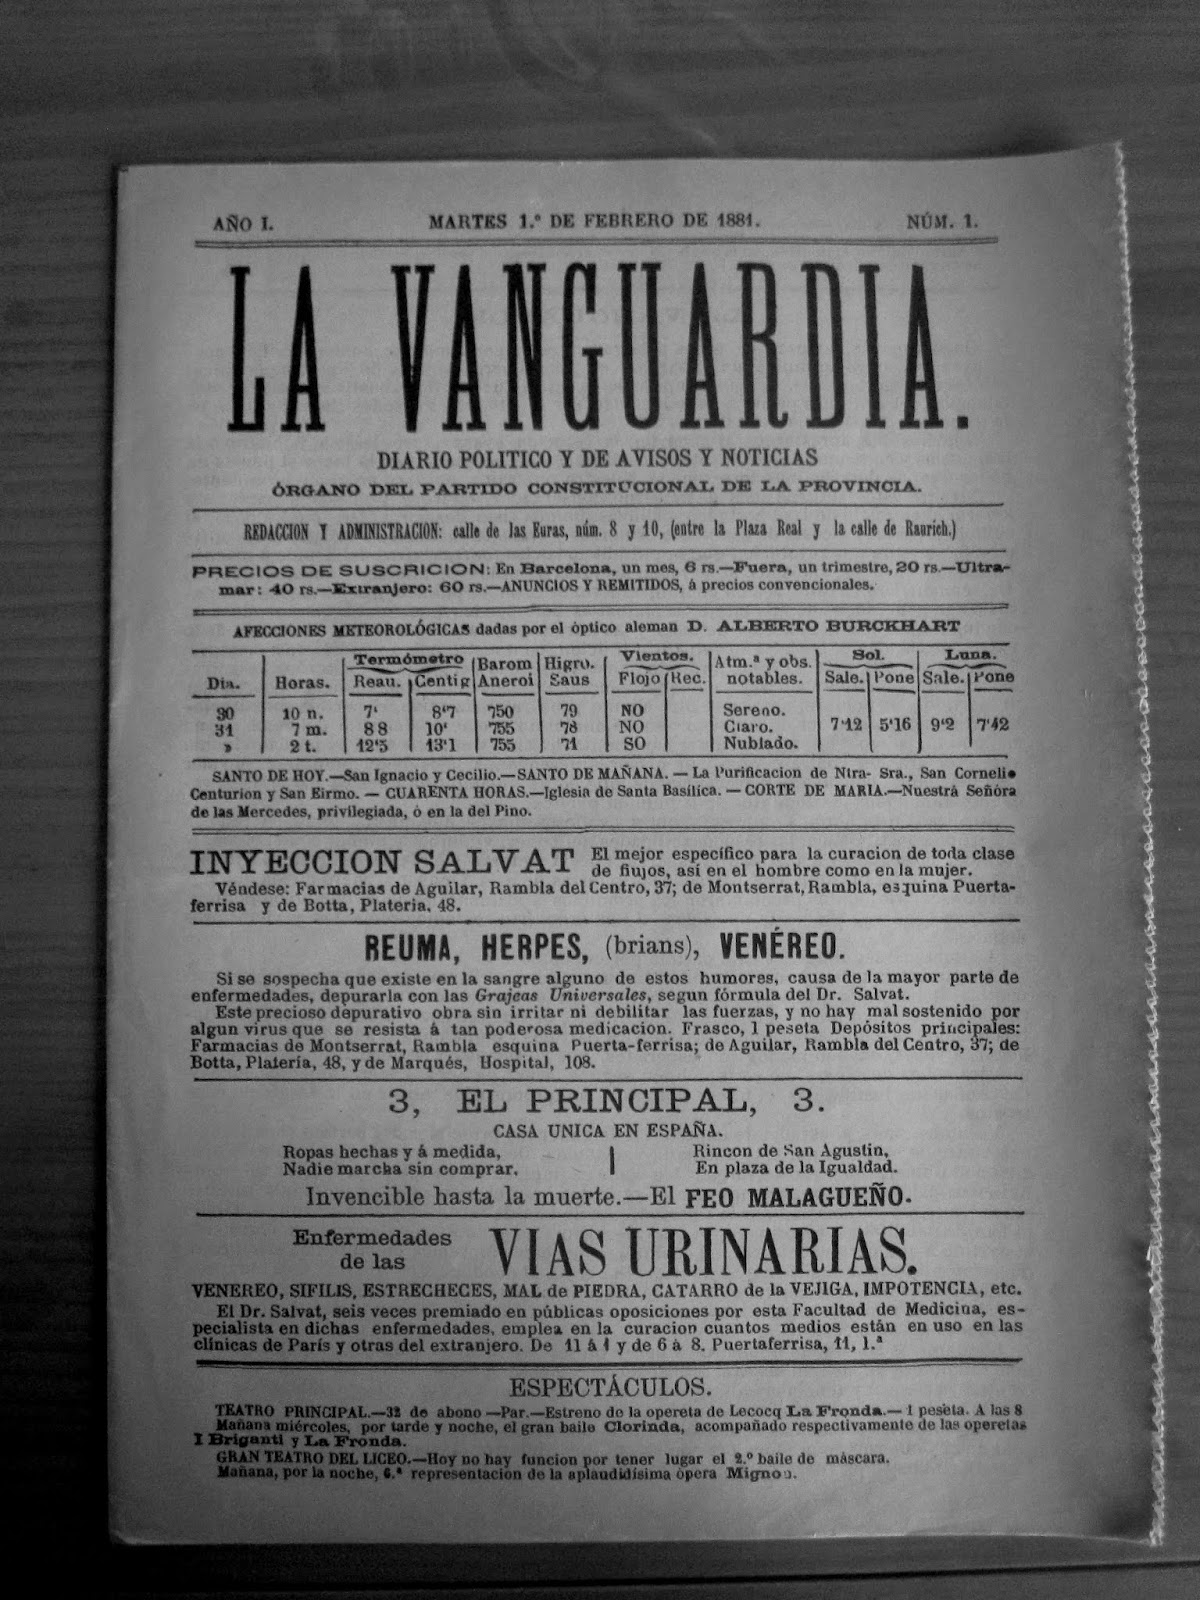 AÑO I. MARTES 1.º DE FEBRERO DE 1881. NÚM. 1.
LA VANGUARDIA.
DIARIO POLITICO Y DE AVISOS Y NOTICIAS
ÓRGANO DEL PARTIDO CONSTITUCIONAL DE LA PROVINCIA.
REDACCION Y ADMINISTRACION: calle de las Euras, núm. 8 y 10, (entre la Plaza Real y la calle de Raurich.)
PRECIOS DE SUSCRICION: En Barcelona, un mes, 6 rs.—Fuera, un trimestre, 20 rs.—Ultra-
mar: 40 rs.—Extranjero: 60 rs.—ANUNCIOS Y REMITIDOS, á precios convencionales.
AFECCIONES METEOROLÓGICAS dadas por el óptico aleman D. ALBERTO BURCKHART
Termómetro Barom Higro. Vientos. Atm.ª y obs. Sol. Luna.
Dia. Horas. Reau. Centig Aneroi Saus Flojo Rec. notables. Sale. Pone Sale. Pone
30 10 n. 7' 8'7 750 79 NO Sereno.
31 7 m. 8 8 10' 755 78 NO Claro. 7'12 5'16 9'2 7'42
» 2 t. 12'5 13'1 755 71 SO Nublado.
SANTO DE HOY.—San Ignacio y Cecilio.—SANTO DE MAÑANA. — La Purificacion de Ntra- Sra., San Cornelio
Centurion y San Eirmo. — CUARENTA HORAS.—Iglesia de Santa Basílica. — CORTE DE MARIA.—Nuestrá Señóra
de las Mercedes, privilegiada, ó en la del Pino.
INYECCION SALVAT El mejor específico para la curacion de toda clase
de flujos, así en el hombre como en la mujer.
Véndese: Farmacias de Aguilar, Rambla del Centro, 37; de Montserrat, Rambla, esquina Puerta-
ferrisa y de Botta, Plateria, 48.
REUMA, HERPES, (brians), VENÉREO.
Si se sospecha que existe en la sangre alguno de estos humores, causa de la mayor parte de
enfermedades, depurarla con las Grajeas Universales, segun fórmula del Dr. Salvat.
Este precioso depurativo obra sin irritar ni debilitar las fuerzas, y no hay mal sostenido por
algun virus que se resista á tan poderosa medicacion. Frasco, 1 peseta Depósitos principales:
Farmacias de Montserrat, Rambla esquina Puerta-ferrisa; de Aguilar, Rambla del Centro, 37; de
Botta, Platería, 48, y de Marqués, Hospital, 108.
3, EL PRINCIPAL, 3.
CASA UNICA EN ESPAÑA.
Ropas hechas y á medida, Rincon de San Agustin,
Nadie marcha sin comprar. En plaza de la Igualdad.
Invencible hasta la muerte.—El FEO MALAGUEÑO.
Enfermedades
de las VIAS URINARIAS.
VENEREO, SIFILIS, ESTRECHECES, MAL de PIEDRA, CATARRO de la VEJIGA, IMPOTENCIA, etc.
El Dr. Salvat, seis veces premiado en públicas oposiciones por esta Facultad de Medicina, es-
pecialista en dichas enfermedades, emplea en la curacion cuantos medios están en uso en las
clínicas de París y otras del extranjero. De 11 á 1 y de 6 á 8. Puertaferrisa, 11, 1.ª
ESPECTÁCULOS.
TEATRO PRINCIPAL.—32 de abono —Par.—Estreno de la opereta de Lecocq La Fronda.— 1 peseta. A las 8
Mañana miércoles, por tarde y noche, el gran baile Clorinda, acompañado respectivamente de las operetas
I Briganti y La Fronda.
GRAN TEATRO DEL LICEO.—Hoy no hay funcion por tener lugar el 2.º baile de máscara.
Mañana, por la noche, 6.ª representacion de la aplaudidísima ópera Mignon.